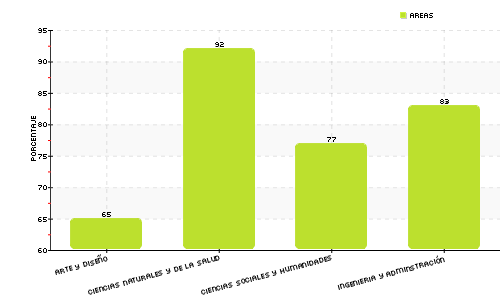 AREAS
95
90
85
80
75
70
65
60
PORCENTAJE
65
92
77
83
ARTE Y DISEÑO
CIENCIAS NATURALES Y DE LA SALUD
CIENCIAS SOCIALES Y HUMANIDADES
INGENIERIA Y ADMINSTRACIÓN